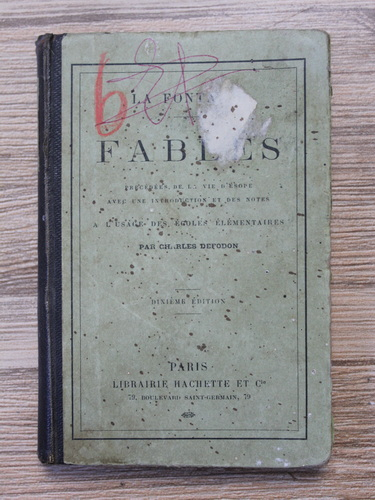 6
LA FONT
FABLES
PRÉCÉDÉES DE LA VIE D'ÉSOPE
AVEC UNE INTRODUCTION ET DES NOTES
A L'USAGE DES ÉCOLES ÉLÉMENTAIRES
PAR CHARLES DEFODON
DIXIÈME ÉDITION
PARIS
LIBRAIRIE HACHETTE ET Cie
79, BOULEVARD SAINT-GERMAIN, 79